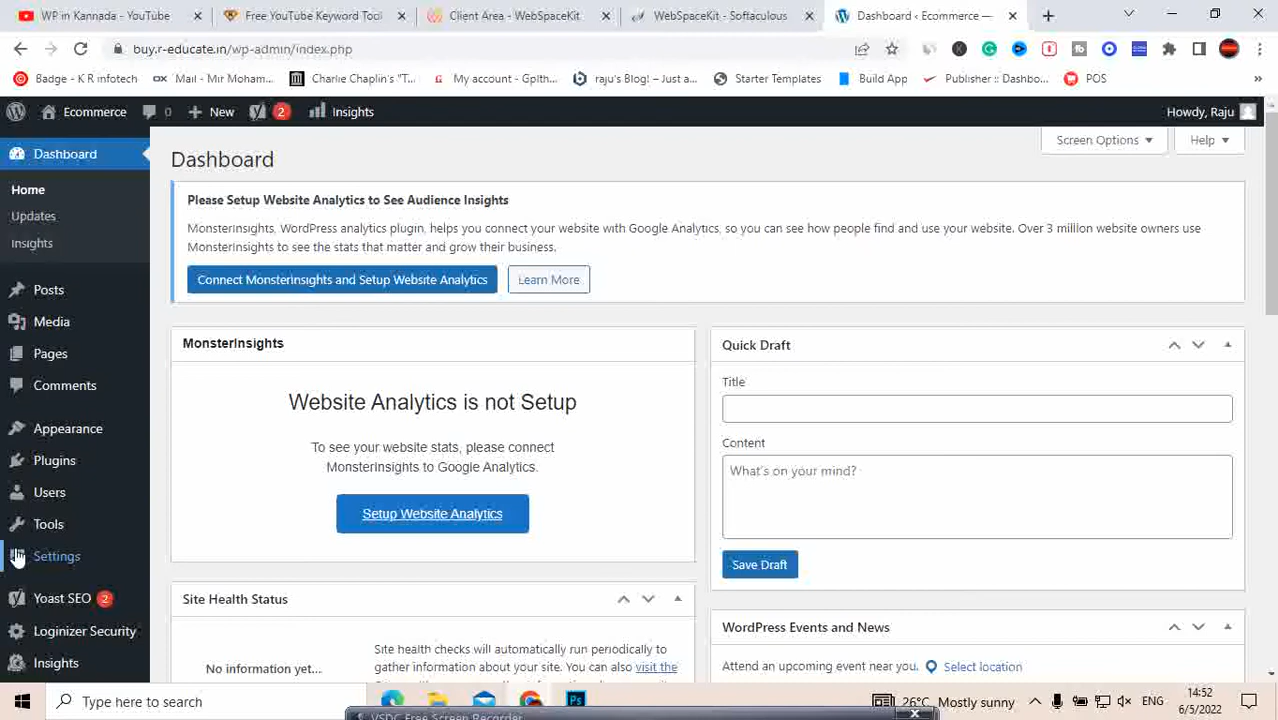 WP in Kannada - YouTube
Free YouTube Keyword Tool
Client Area - WebSpaceKit
WebSpaceKit - Softaculous
Dashboard ‹ Ecommerce —
buy.r-educate.in/wp-admin/index.php
Badge - K R infotech
Mail - Mir Moham...
Charlie Chaplin's "T...
My account - Gplth...
raju's Blog! – Just a...
Starter Templates
Build App
Publisher :: Dashbo...
POS
Ecommerce
0
New
2
Insights
Howdy, Raju
Dashboard
Home
Updates
Insights
Posts
Media
Pages
Comments
Appearance
Plugins
Users
Tools
Settings
Yoast SEO 2
Loginizer Security
Insights
Dashboard
Screen Options
Help
Please Setup Website Analytics to See Audience Insights
MonsterInsights, WordPress analytics plugin, helps you connect your website with Google Analytics, so you can see how people find and use your website. Over 3 million website owners use
MonsterInsights to see the stats that matter and grow their business.
Connect MonsterInsights and Setup Website Analytics
Learn More
MonsterInsights
Website Analytics is not Setup
To see your website stats, please connect
MonsterInsights to Google Analytics.
Setup Website Analytics
Site Health Status
No information yet...
Site health checks will automatically run periodically to
gather information about your site. You can also visit the
Quick Draft
Title
Content
What's on your mind?
Save Draft
WordPress Events and News
Attend an upcoming event near you.
Select location
Type here to search
Ps
26°C Mostly sunny
ENG
14:52
6/5/2022
VSDC Free Screen Recorder